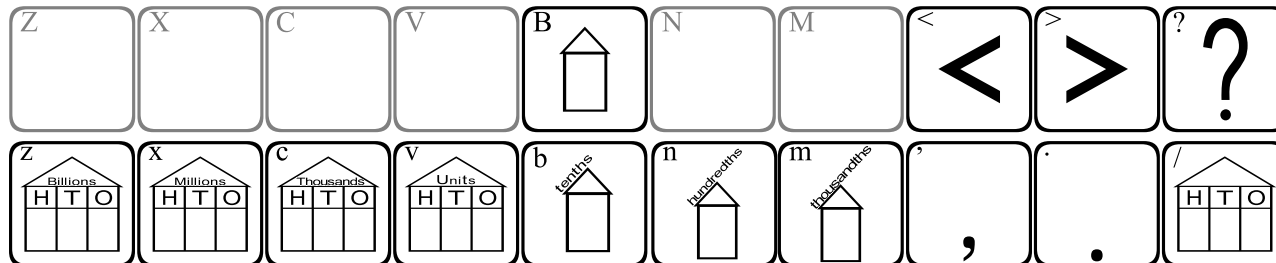 Z X C V B N M < > ?
< > ?
z x c v b n m , . /
Billions Millions Thousands Units tenths hundredths thousandths
H T O H T O H T O H T O H T O
, .